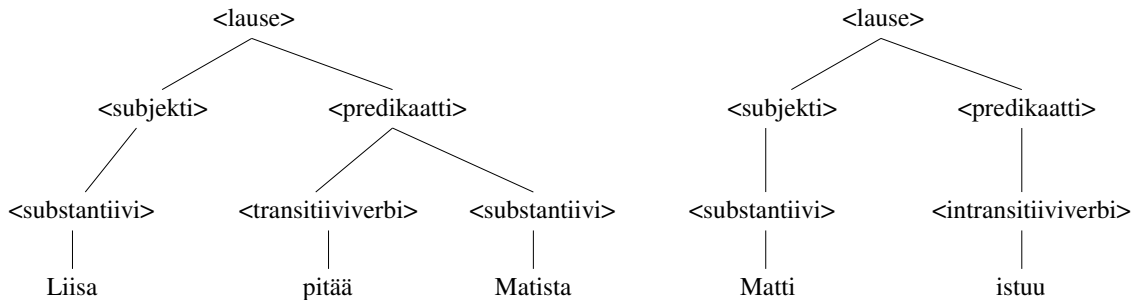 <lause> <lause>
<subjekti> <predikaatti> <subjekti> <predikaatti>
<substantiivi> <transitiiviverbi> <substantiivi> <substantiivi> <intransitiiviverbi>
Liisa pitää Matista Matti istuu